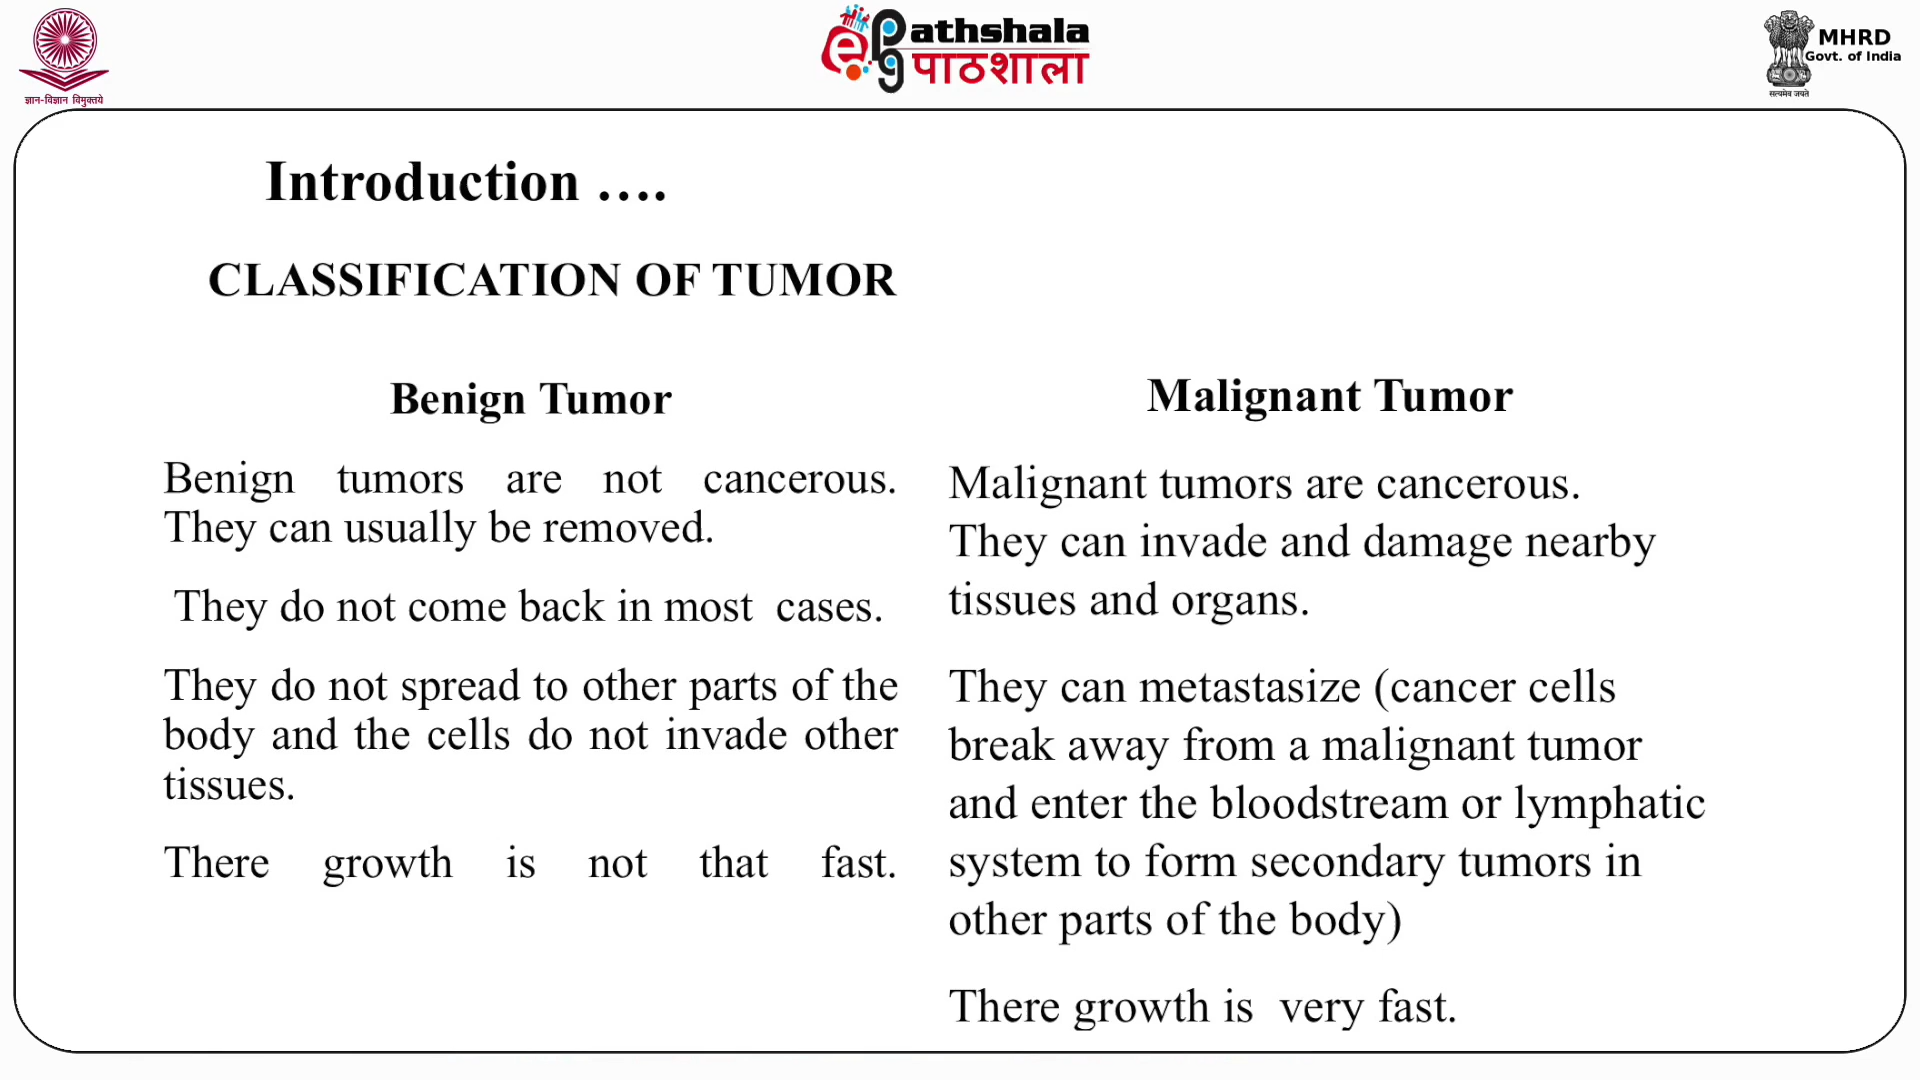 ज्ञान-विज्ञान विमुक्तये
ePG athshala
पाठशाला
MHRD
Govt. of India
सत्यमेव जयते
Introduction ….
CLASSIFICATION OF TUMOR
Benign Tumor
Benign tumors are not cancerous.
They can usually be removed.
They do not come back in most cases.
They do not spread to other parts of the
body and the cells do not invade other
tissues.
There growth is not that fast.
Malignant Tumor
Malignant tumors are cancerous.
They can invade and damage nearby
tissues and organs.
They can metastasize (cancer cells
break away from a malignant tumor
and enter the bloodstream or lymphatic
system to form secondary tumors in
other parts of the body)
There growth is very fast.